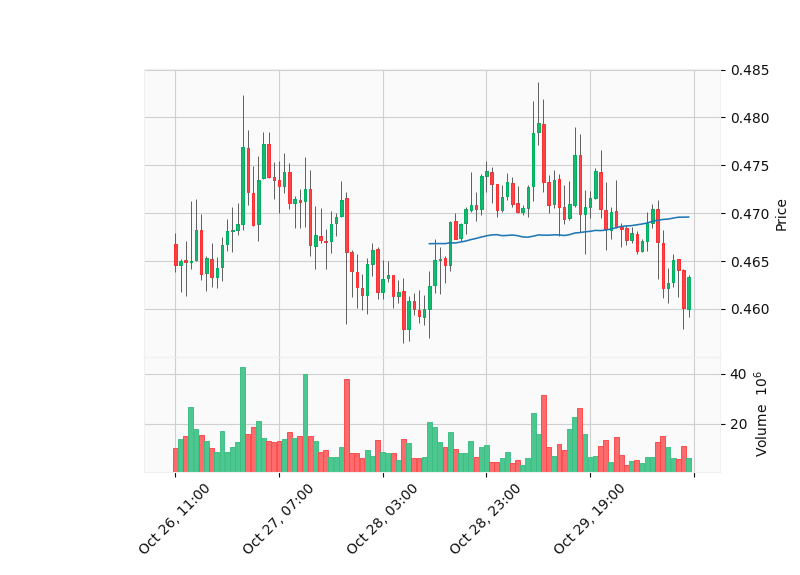 0.485
0.480
0.475
0.470
0.465
0.460
Price
40
20
Volume 10⁶
Oct 26, 11:00
Oct 27, 07:00
Oct 28, 03:00
Oct 28, 23:00
Oct 29, 19:00